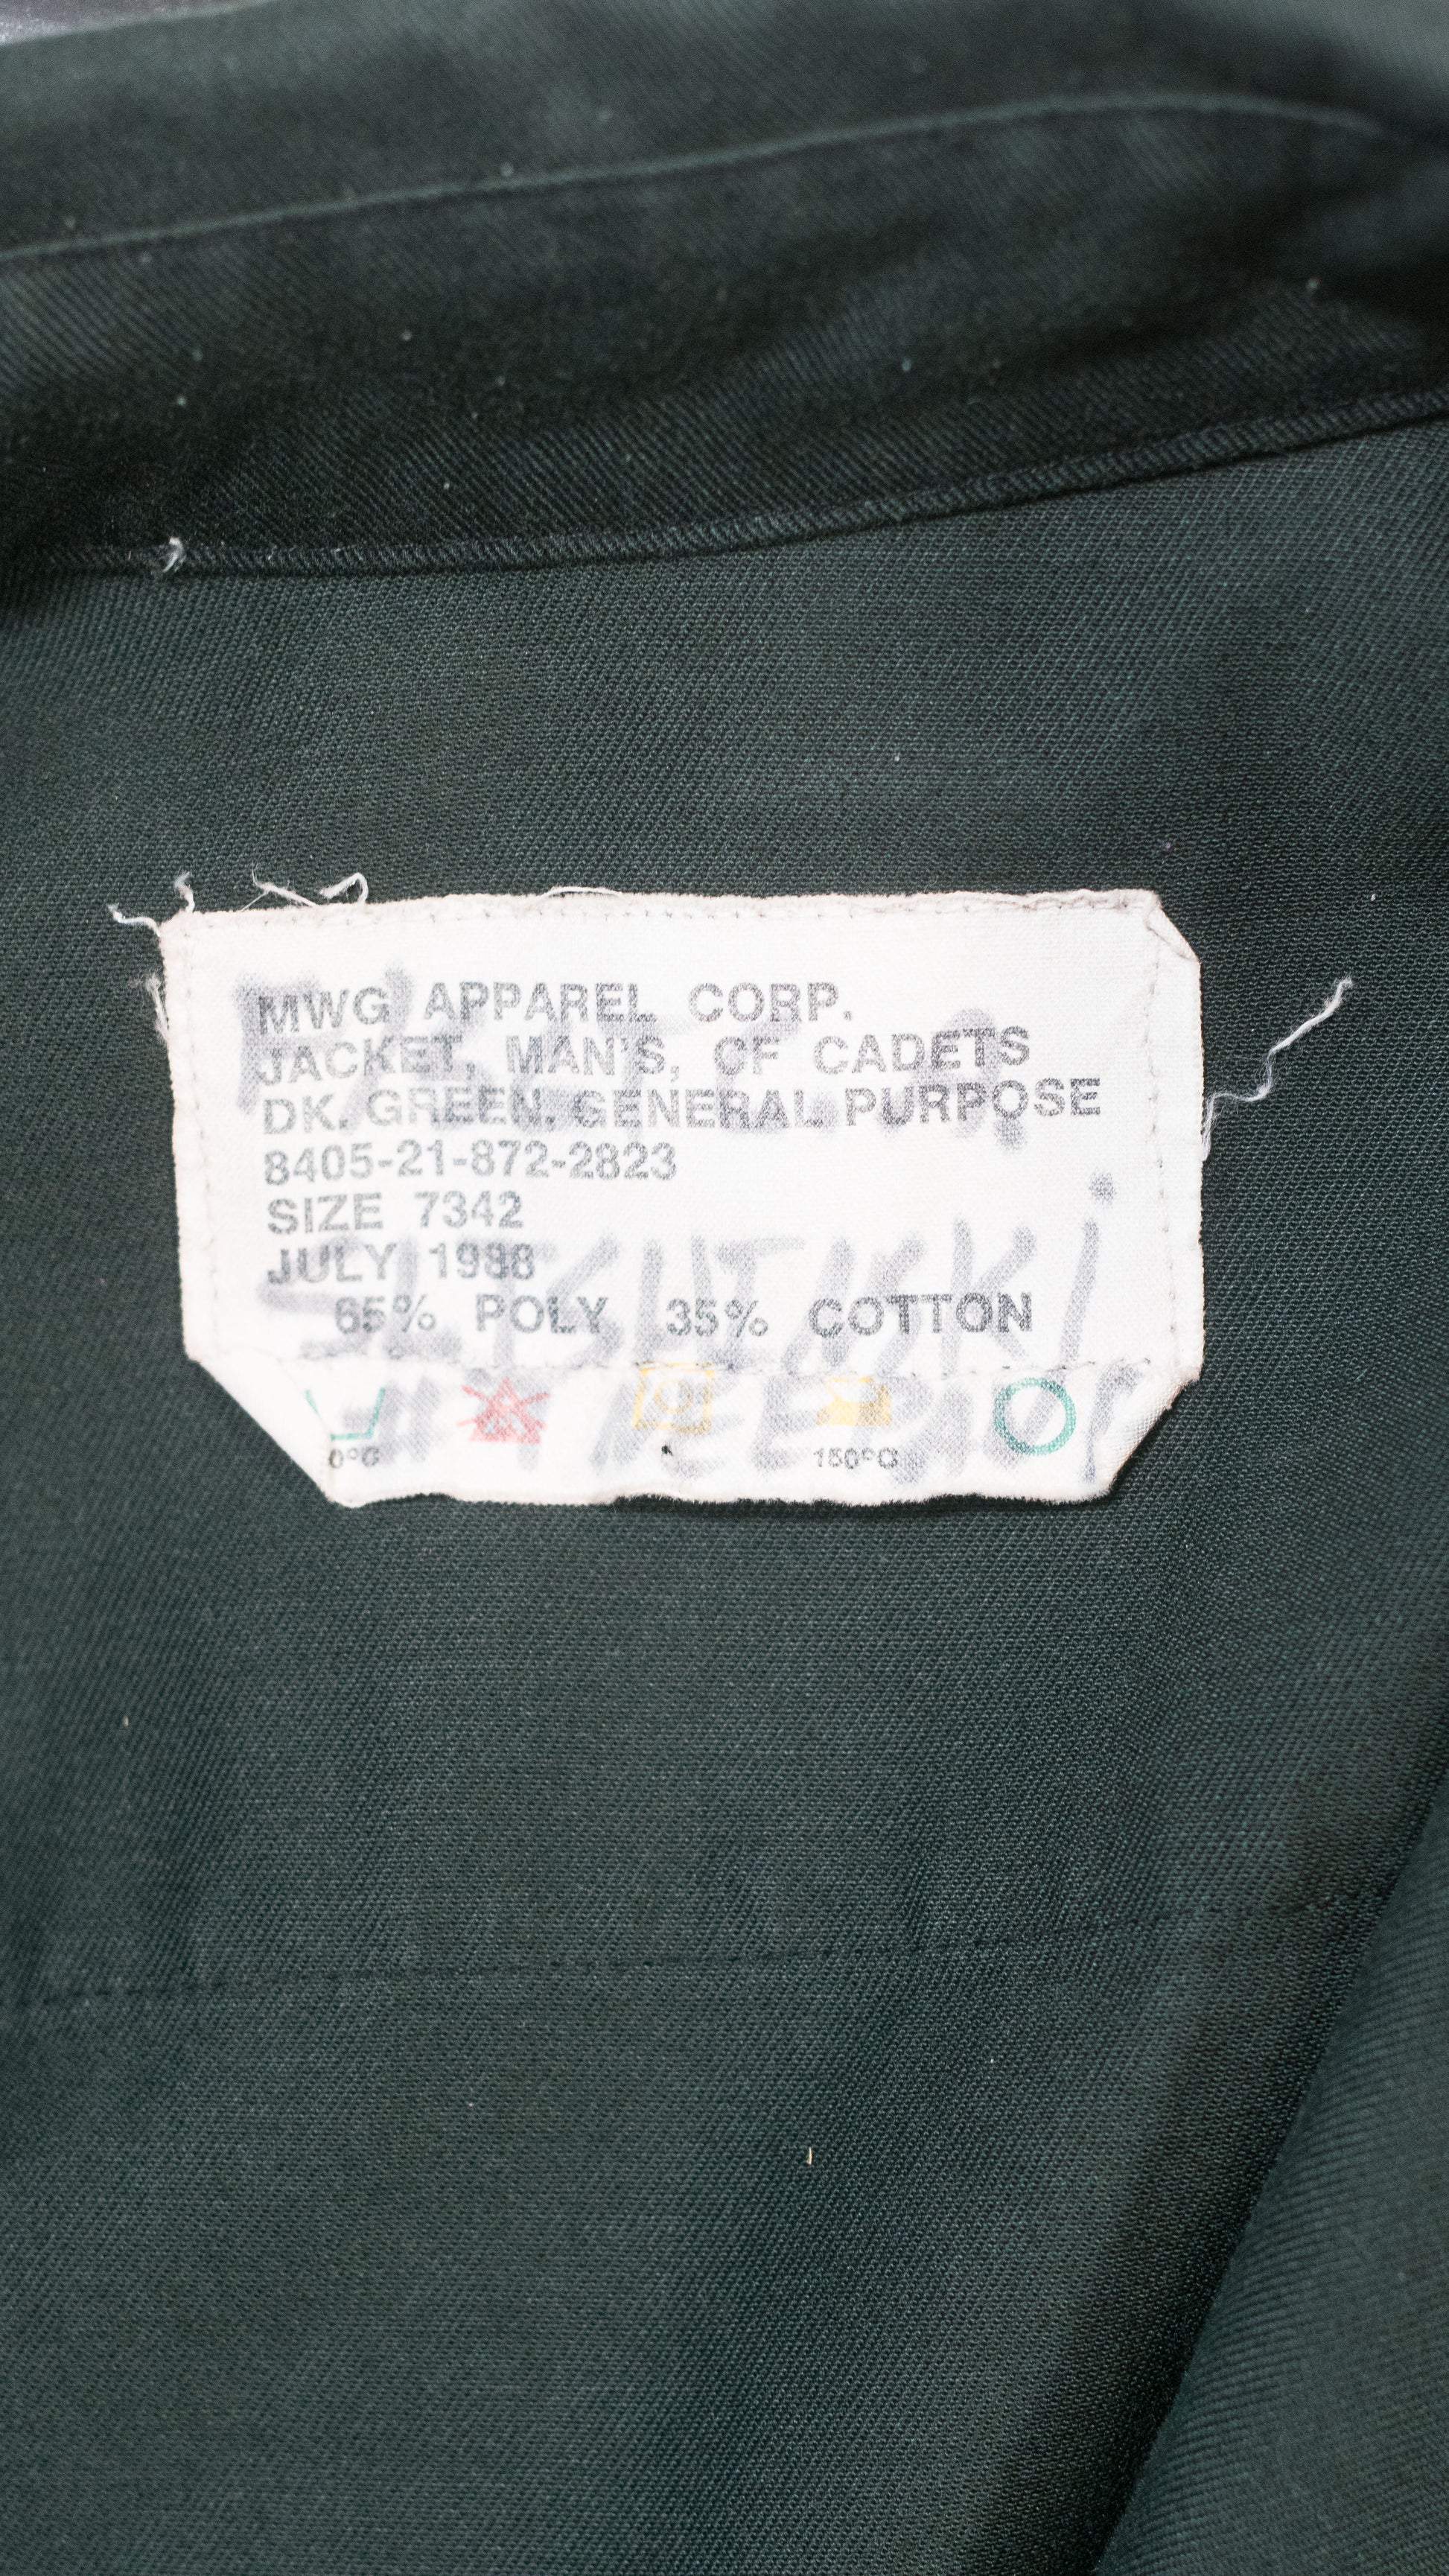 MWG APPAREL CORP.
JACKET, MAN'S, CF CADETS
DK. GREEN, GENERAL PURPOSE
8405-21-872-2823
SIZE 7342
JULY 1988
65% POLY 35% COTTON
150°C